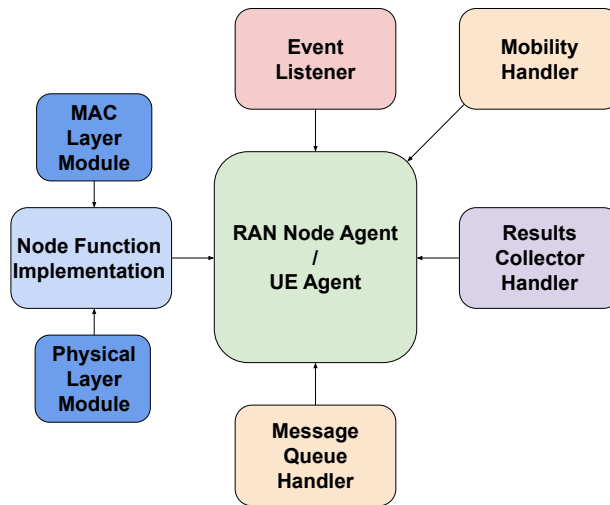 Event
Listener
Mobility
Handler
MAC
Layer
Module
Node Function
Implementation
RAN Node Agent
/
UE Agent
Results
Collector
Handler
Physical
Layer
Module
Message
Queue
Handler